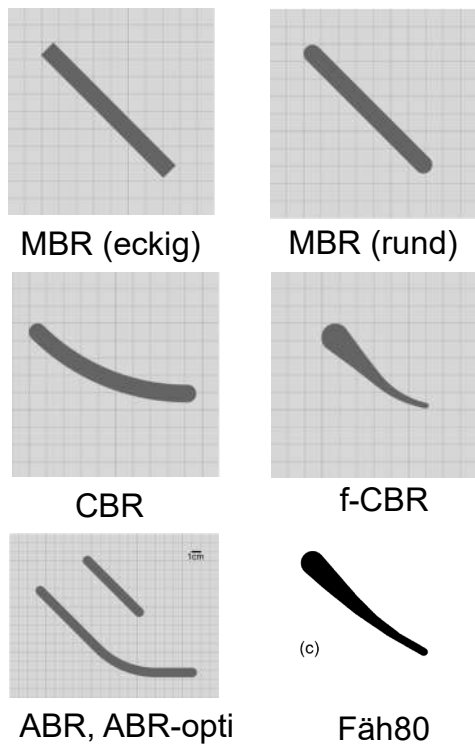 MBR (eckig)
MBR (rund)
CBR
f-CBR
1cm
(c)
ABR, ABR-opti
Fäh80